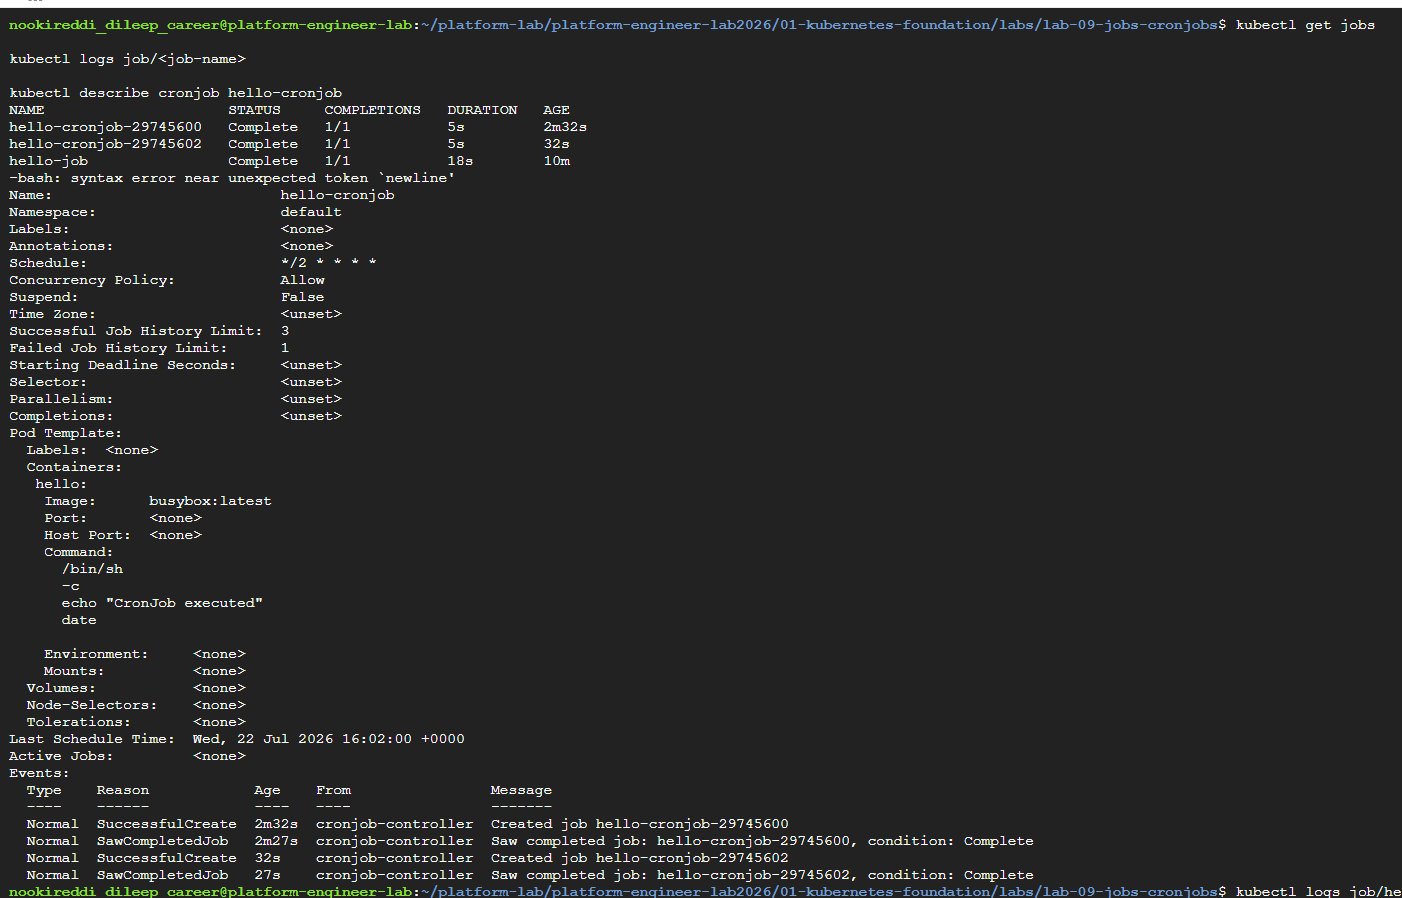 nookireddi_dileep_career@platform-engineer-lab:~/platform-lab/platform-engineer-lab2026/01-kubernetes-foundation/labs/lab-09-jobs-cronjobs$ kubectl get jobs
kubectl logs job/<job-name>
kubectl describe cronjob hello-cronjob
NAME                     STATUS     COMPLETIONS   DURATION   AGE
hello-cronjob-29745600   Complete   1/1           5s         2m32s
hello-cronjob-29745602   Complete   1/1           5s         32s
hello-job                Complete   1/1           18s        10m
-bash: syntax error near unexpected token `newline'
Name:                          hello-cronjob
Namespace:                     default
Labels:                        <none>
Annotations:                   <none>
Schedule:                      */2 * * * *
Concurrency Policy:            Allow
Suspend:                       False
Time Zone:                     <unset>
Successful Job History Limit:  3
Failed Job History Limit:      1
Starting Deadline Seconds:     <unset>
Selector:                      <unset>
Parallelism:                   <unset>
Completions:                   <unset>
Pod Template:
  Labels:  <none>
  Containers:
   hello:
    Image:      busybox:latest
    Port:       <none>
    Host Port:  <none>
    Command:
      /bin/sh
      -c
      echo "CronJob executed"
      date
    Environment:     <none>
    Mounts:          <none>
  Volumes:           <none>
  Node-Selectors:    <none>
  Tolerations:       <none>
Last Schedule Time:  Wed, 22 Jul 2026 16:02:00 +0000
Active Jobs:         <none>
Events:
  Type    Reason            Age    From                Message
  ----    ------            ----   ----                -------
  Normal  SuccessfulCreate  2m32s  cronjob-controller  Created job hello-cronjob-29745600
  Normal  SawCompletedJob   2m27s  cronjob-controller  Saw completed job: hello-cronjob-29745600, condition: Complete
  Normal  SuccessfulCreate  32s    cronjob-controller  Created job hello-cronjob-29745602
  Normal  SawCompletedJob   27s    cronjob-controller  Saw completed job: hello-cronjob-29745602, condition: Complete
nookireddi_dileep_career@platform-engineer-lab:~/platform-lab/platform-engineer-lab2026/01-kubernetes-foundation/labs/lab-09-jobs-cronjobs$ kubectl logs job/he